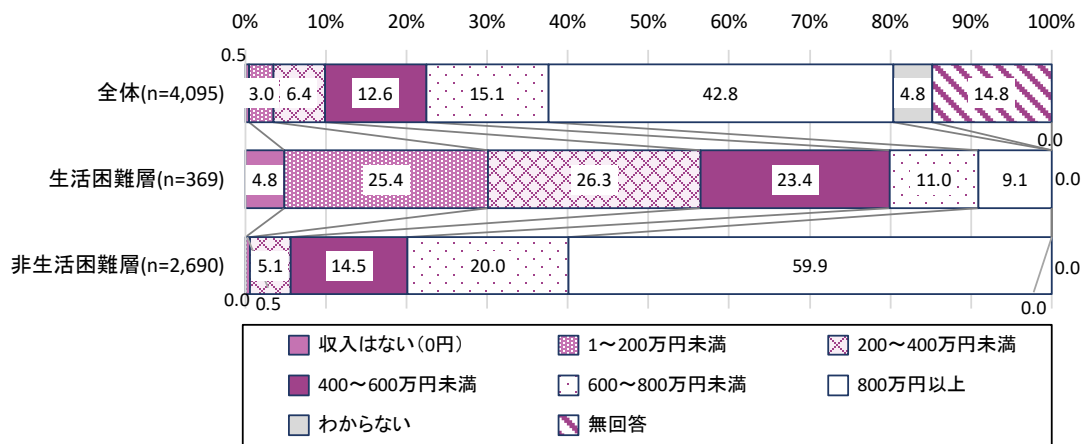 0% 10% 20% 30% 40% 50% 60% 70% 80% 90% 100%
0.5
全体(n=4,095) 3.0 6.4 12.6 15.1 42.8 4.8 14.8
0.0
生活困難層(n=369) 4.8 25.4 26.3 23.4 11.0 9.1 0.0
非生活困難層(n=2,690) 5.1 14.5 20.0 59.9 0.0
0.0 0.5 0.0
収入はない(0円) 1～200万円未満 200～400万円未満
400～600万円未満 600～800万円未満 800万円以上
わからない 無回答